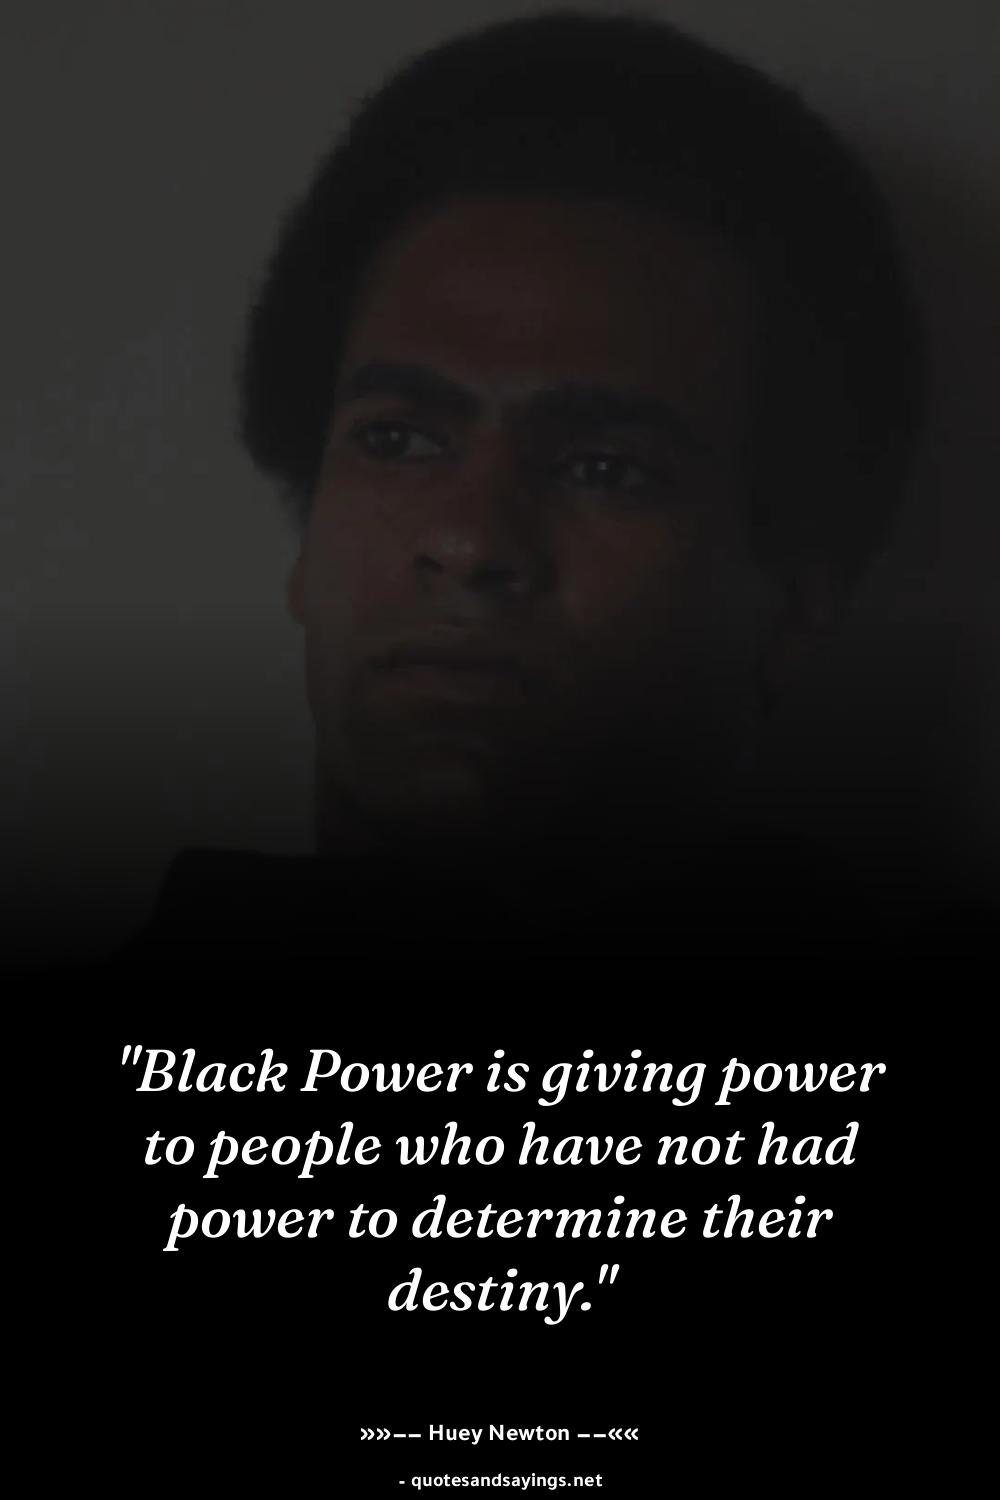 "Black Power is giving power
to people who have not had
power to determine their
destiny."
»»–– Huey Newton ––««
- quotesandsayings.net